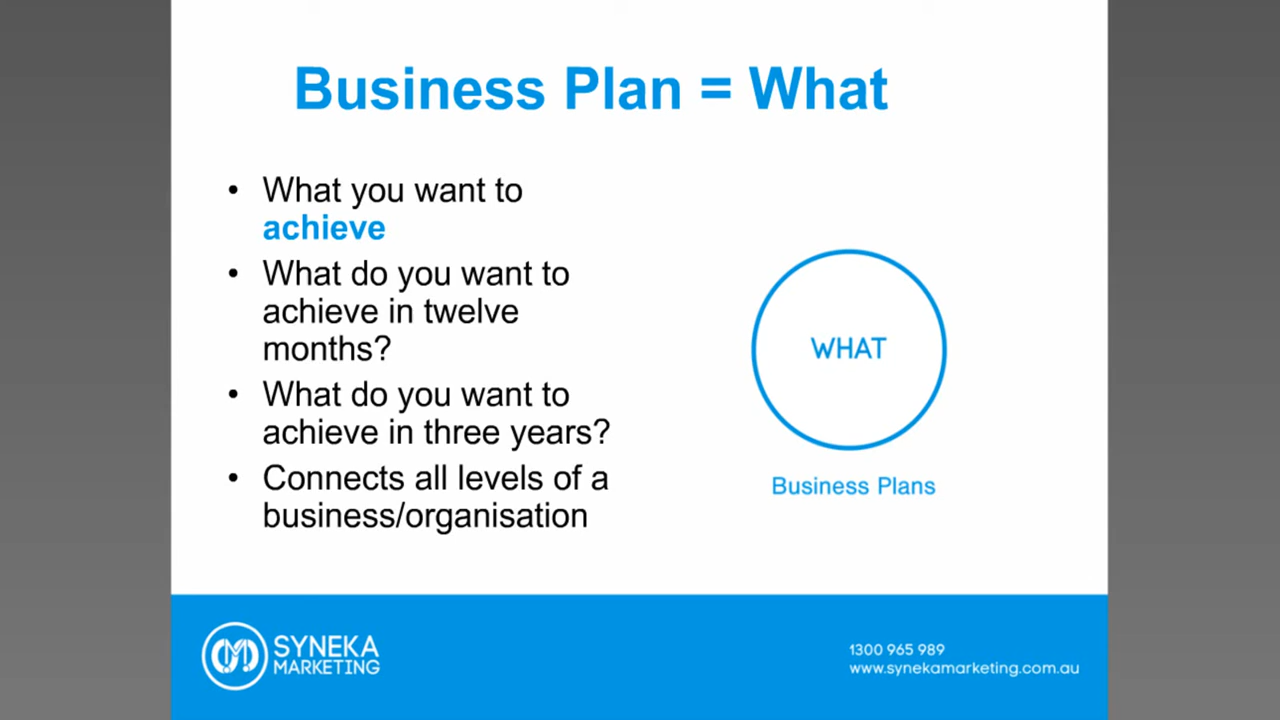 Business Plan = What
• What you want to
achieve
• What do you want to
achieve in twelve
months?
• What do you want to
achieve in three years?
• Connects all levels of a
business/organisation
WHAT
Business Plans
SYNEKA
MARKETING
1300 965 989
www.synekamarketing.com.au